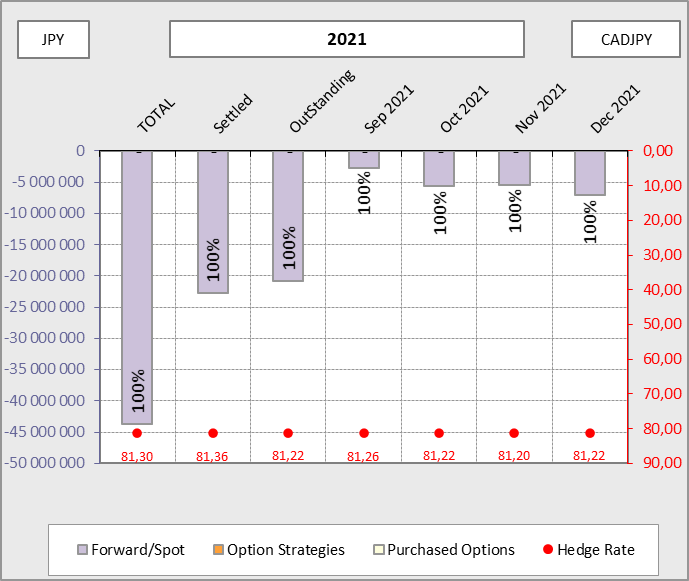 JPY
2021
CADJPY
TOTAL
Settled
OutStanding
Sep 2021
Oct 2021
Nov 2021
Dec 2021
0
-5 000 000
-10 000 000
-15 000 000
-20 000 000
-25 000 000
-30 000 000
-35 000 000
-40 000 000
-45 000 000
-50 000 000
100%
100%
100%
100%
100%
100%
100%
0,00
10,00
20,00
30,00
40,00
50,00
60,00
70,00
80,00
90,00
81,30
81,36
81,22
81,26
81,22
81,20
81,22
Forward/Spot
Option Strategies
Purchased Options
Hedge Rate